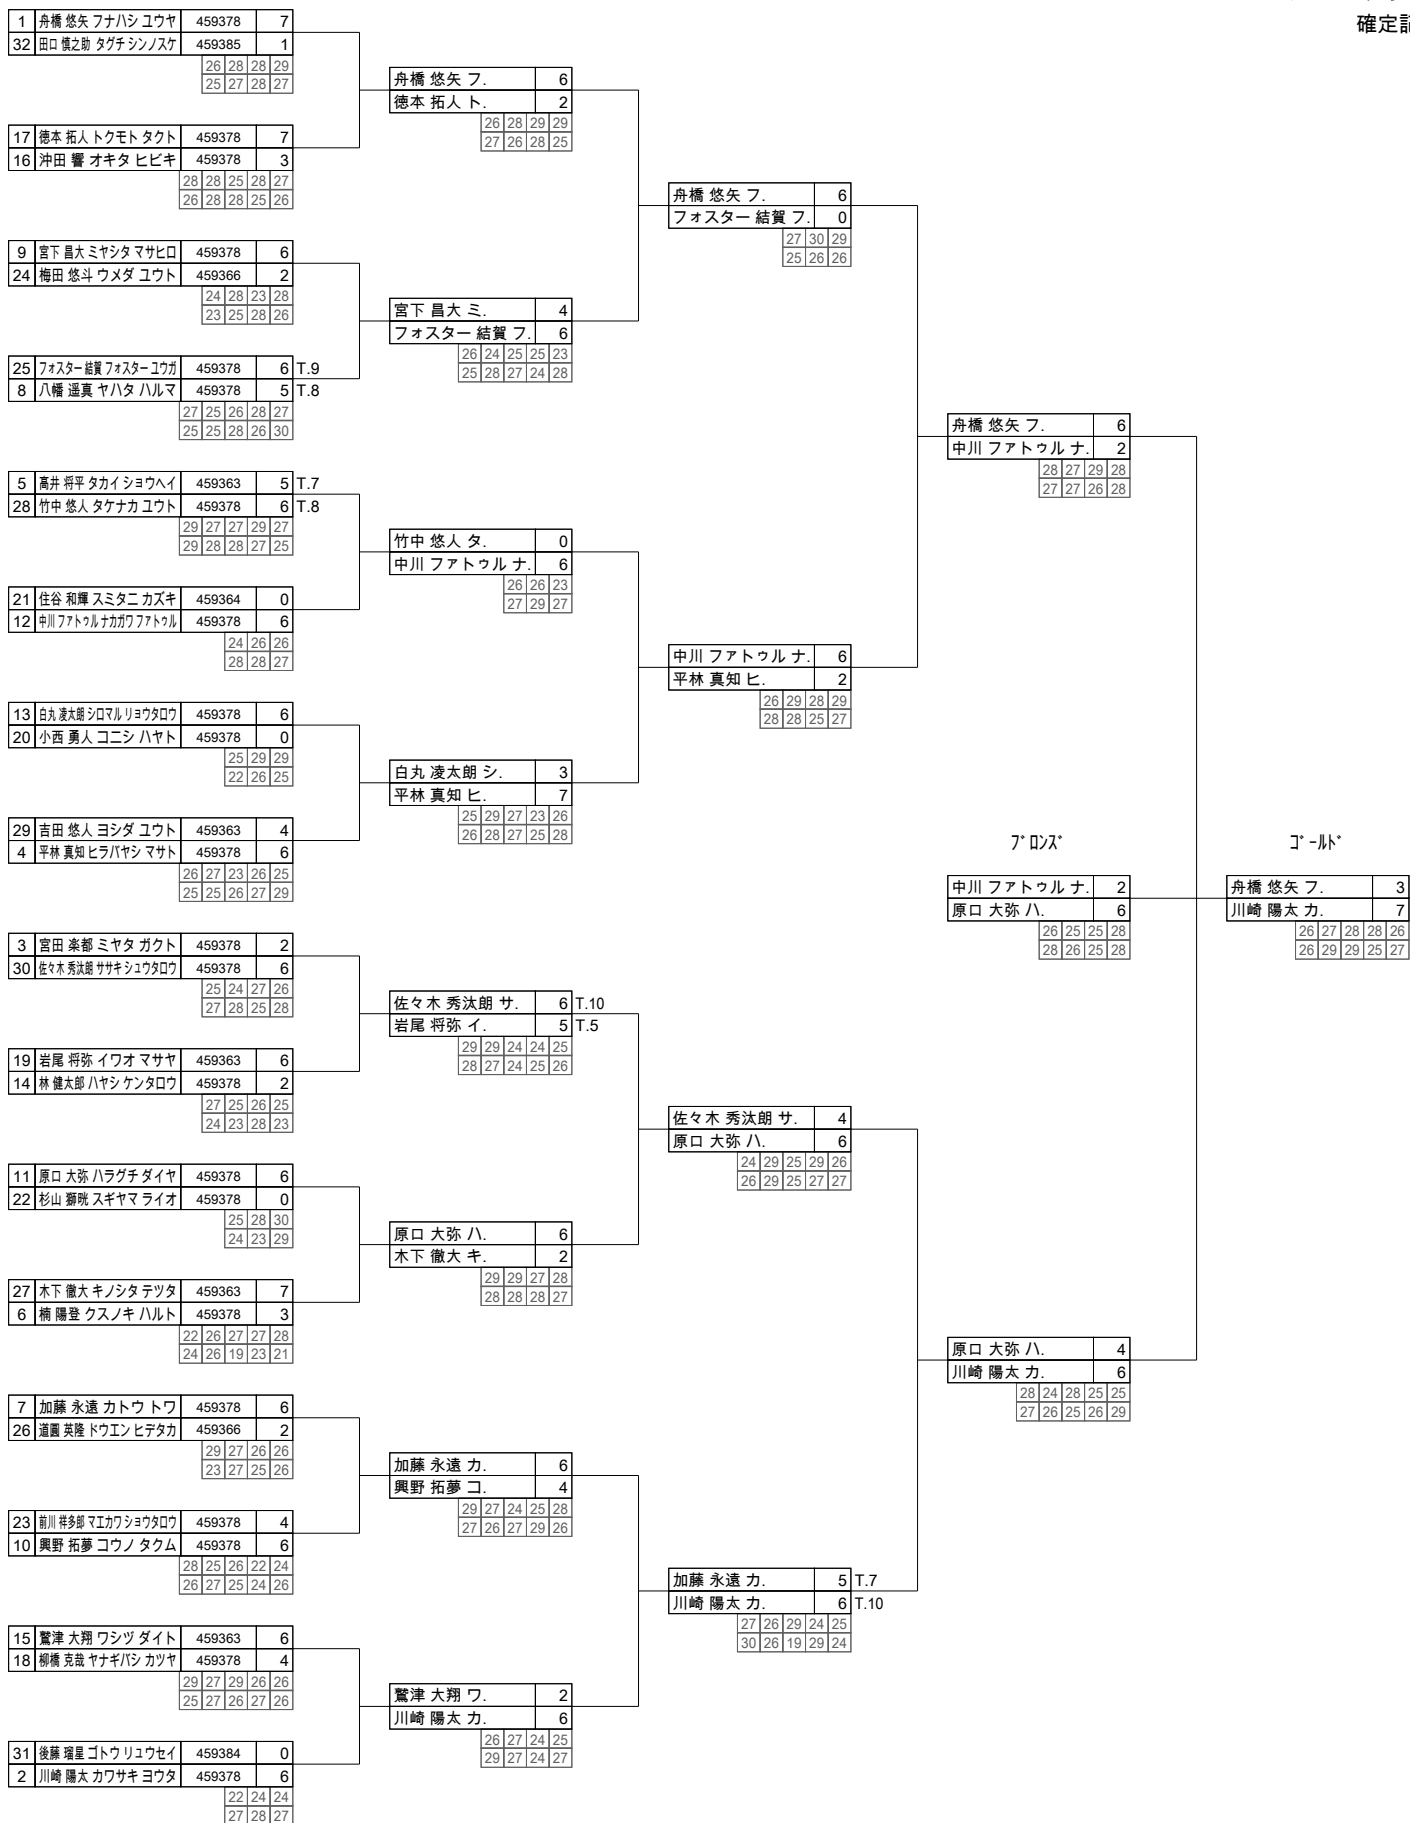 確定記
1 舟橋 悠矢 フナハシ ユウヤ 459378 7
32 田口 慎之助 タグチ シンノスケ 459385 1
26 28 28 29
25 27 28 27
17 徳本 拓人 トクモト タクト 459378 7
16 沖田 響 オキタ ヒビキ 459378 3
28 28 25 28 27
26 28 28 25 26
9 宮下 昌大 ミヤシタ マサヒロ 459378 6
24 梅田 悠斗 ウメダ ユウト 459366 2
24 28 23 28
23 25 28 26
25 フォスター 結賀 フォスター ユウガ 459378 6 T.9
8 八幡 遥真 ヤハタ ハルマ 459378 5 T.8
27 25 26 28 27
25 25 28 26 30
5 高井 将平 タカイ ショウヘイ 459363 5 T.7
28 竹中 悠人 タケナカ ユウト 459378 6 T.8
29 27 27 29 27
29 28 28 27 25
21 住谷 和輝 スミタニ カズキ 459364 0
12 中川 ファトゥル ナカガワ ファトゥル 459378 6
24 26 26
28 28 27
13 白丸 凌太朗 シロマル リョウタロウ 459378 6
20 小西 勇人 コニシ ハヤト 459378 0
25 29 29
22 26 25
29 吉田 悠人 ヨシダ ユウト 459363 4
4 平林 真知 ヒラバヤシ マサト 459378 6
26 27 23 26 25
25 25 26 27 29
3 宮田 楽都 ミヤタ ガクト 459378 2
30 佐々木 秀汰朗 ササキ シュウタロウ 459378 6
25 24 27 26
27 28 25 28
19 岩尾 将弥 イワオ マサヤ 459363 6
14 林 健太郎 ハヤシ ケンタロウ 459378 2
27 25 26 25
24 23 28 23
11 原口 大弥 ハラグチ ダイヤ 459378 6
22 杉山 獅晄 スギヤマ ライオ 459378 0
25 28 30
24 23 29
27 木下 徹大 キノシタ テツタ 459363 7
6 楠 陽登 クスノキ ハルト 459378 3
22 26 27 27 28
24 26 19 23 21
7 加藤 永遠 カトウ トワ 459378 6
26 道圓 英隆 ドウエン ヒデタカ 459366 2
29 27 26 26
23 27 25 26
23 前川 祥多郎 マエカワ ショウタロウ 459378 4
10 興野 拓夢 コウノ タクム 459378 6
28 25 26 22 24
26 27 25 24 26
15 鷲津 大翔 ワシヅ ダイト 459363 6
18 柳橋 克哉 ヤナギバシ カツヤ 459378 4
29 27 29 26 26
25 27 26 27 26
31 後藤 瑠星 ゴトウ リュウセイ 459384 0
2 川崎 陽太 カワサキ ヨウタ 459378 6
22 24 24
27 28 27
舟橋 悠矢 フ. 6
徳本 拓人 ト. 2
26 28 29 29
27 26 28 25
宮下 昌大 ミ. 4
フォスター 結賀 フ. 6
26 24 25 25 23
25 28 27 24 28
竹中 悠人 タ. 0
中川 ファトゥル ナ. 6
26 26 23
27 29 27
白丸 凌太朗 シ. 3
平林 真知 ヒ. 7
25 29 27 23 26
26 28 27 25 28
佐々木 秀汰朗 サ. 6 T.10
岩尾 将弥 イ. 5 T.5
29 29 24 24 25
28 27 24 25 26
原口 大弥 ハ. 6
木下 徹大 キ. 2
29 29 27 28
28 28 28 27
加藤 永遠 カ. 6
興野 拓夢 コ. 4
29 27 24 25 28
27 26 27 29 26
鷲津 大翔 ワ. 2
川崎 陽太 カ. 6
26 27 24 25
29 27 24 27
舟橋 悠矢 フ. 6
フォスター 結賀 フ. 0
27 30 29
25 26 26
中川 ファトゥル ナ. 6
平林 真知 ヒ. 2
26 29 28 29
28 28 25 27
佐々木 秀汰朗 サ. 4
原口 大弥 ハ. 6
24 29 25 29 26
26 29 25 27 27
加藤 永遠 カ. 5 T.7
川崎 陽太 カ. 6 T.10
27 26 29 24 25
30 26 19 29 24
舟橋 悠矢 フ. 6
中川 ファトゥル ナ. 2
28 27 29 28
27 27 26 28
原口 大弥 ハ. 4
川崎 陽太 カ. 6
28 24 28 25 25
27 26 25 26 29
ﾌﾞﾛﾝｽﾞ
中川 ファトゥル ナ. 2
原口 大弥 ハ. 6
26 25 25 28
28 26 25 28
ｺﾞｰﾙﾄﾞ
舟橋 悠矢 フ. 3
川崎 陽太 カ. 7
26 27 28 28 26
26 29 29 25 27